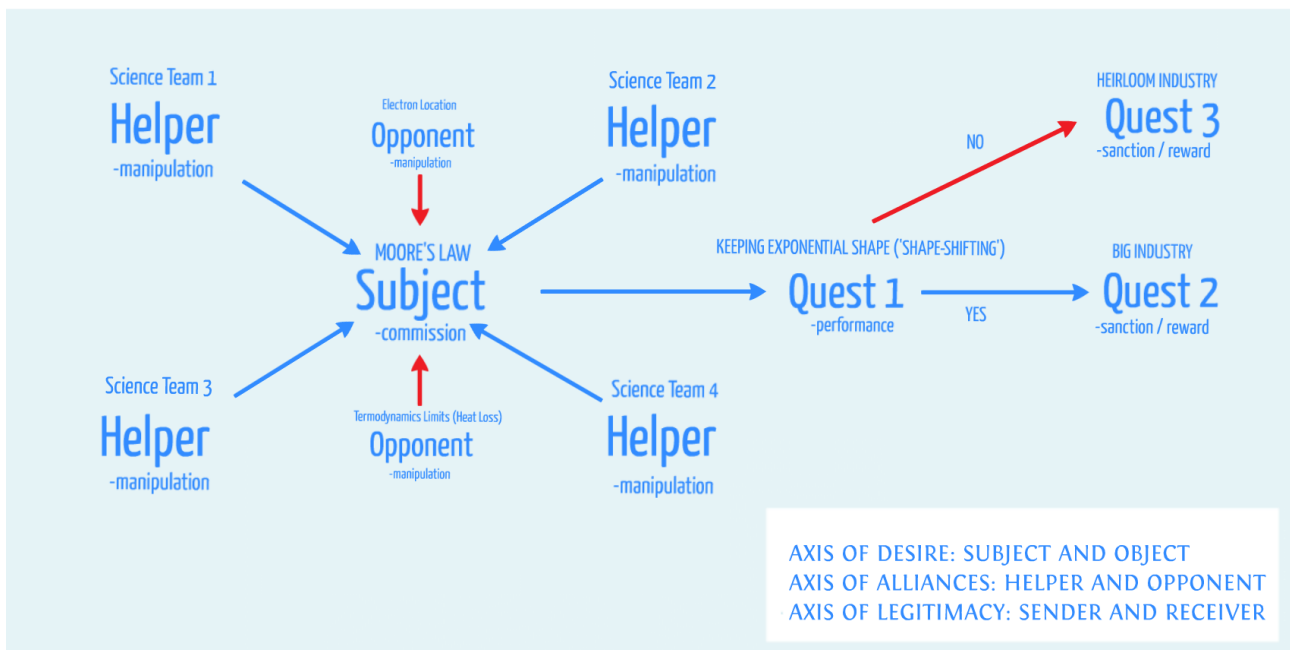 Science Team 1
Helper
-manipulation
Electron Location
Opponent
-manipulation
Science Team 2
Helper
-manipulation
HEIRLOOM INDUSTRY
Quest 3
-sanction / reward
NO
MOORE'S LAW
Subject
-commission
KEEPING EXPONENTIAL SHAPE ('SHAPE-SHIFTING')
Quest 1
-performance
YES
BIG INDUSTRY
Quest 2
-sanction / reward
Science Team 3
Helper
-manipulation
Termodynamics Limits (Heat Loss)
Opponent
-manipulation
Science Team 4
Helper
-manipulation
AXIS OF DESIRE: SUBJECT AND OBJECT
AXIS OF ALLIANCES: HELPER AND OPPONENT
AXIS OF LEGITIMACY: SENDER AND RECEIVER